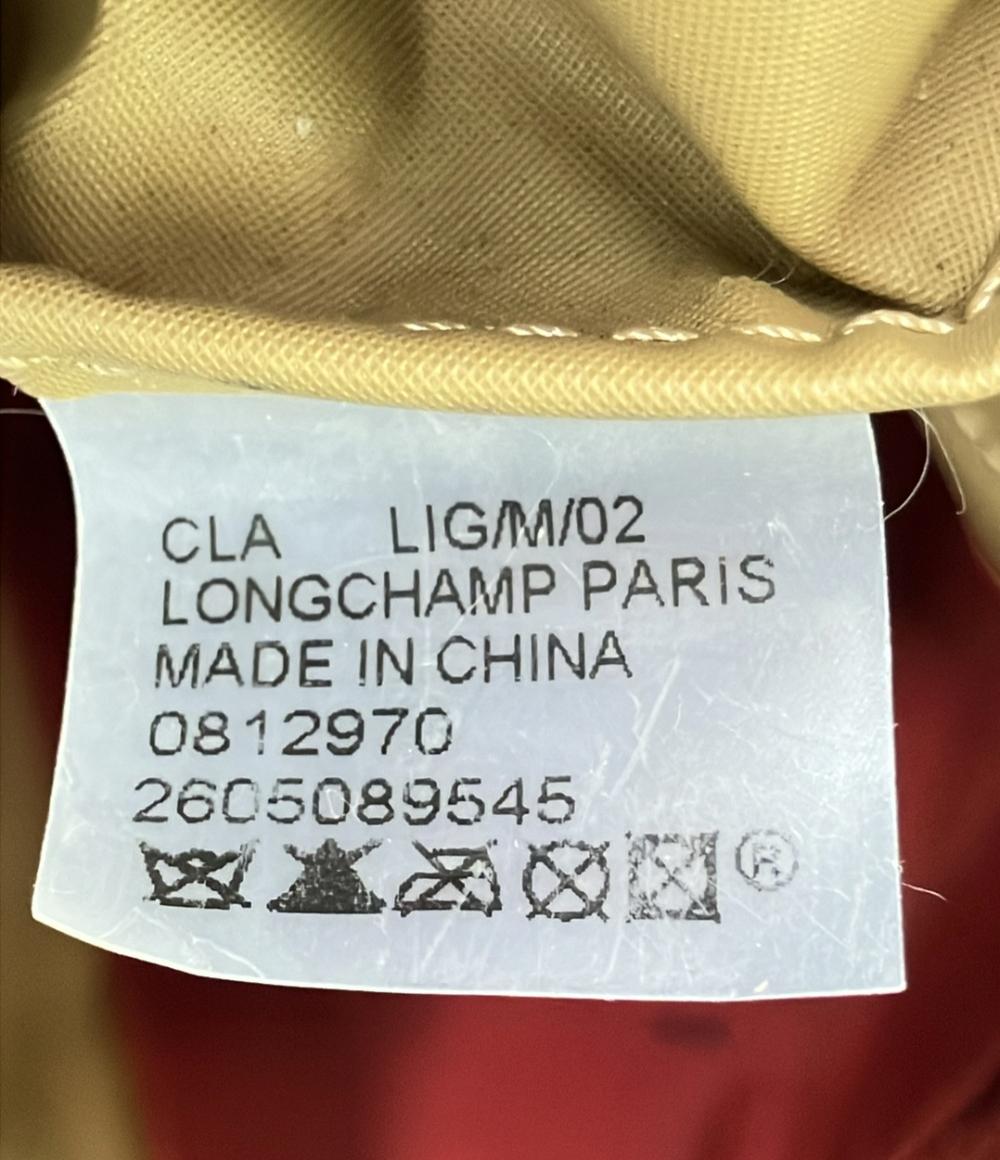 CLA LIG/M/02
LONGCHAMP PARIS
MADE IN CHINA
0812970
2605089545
®